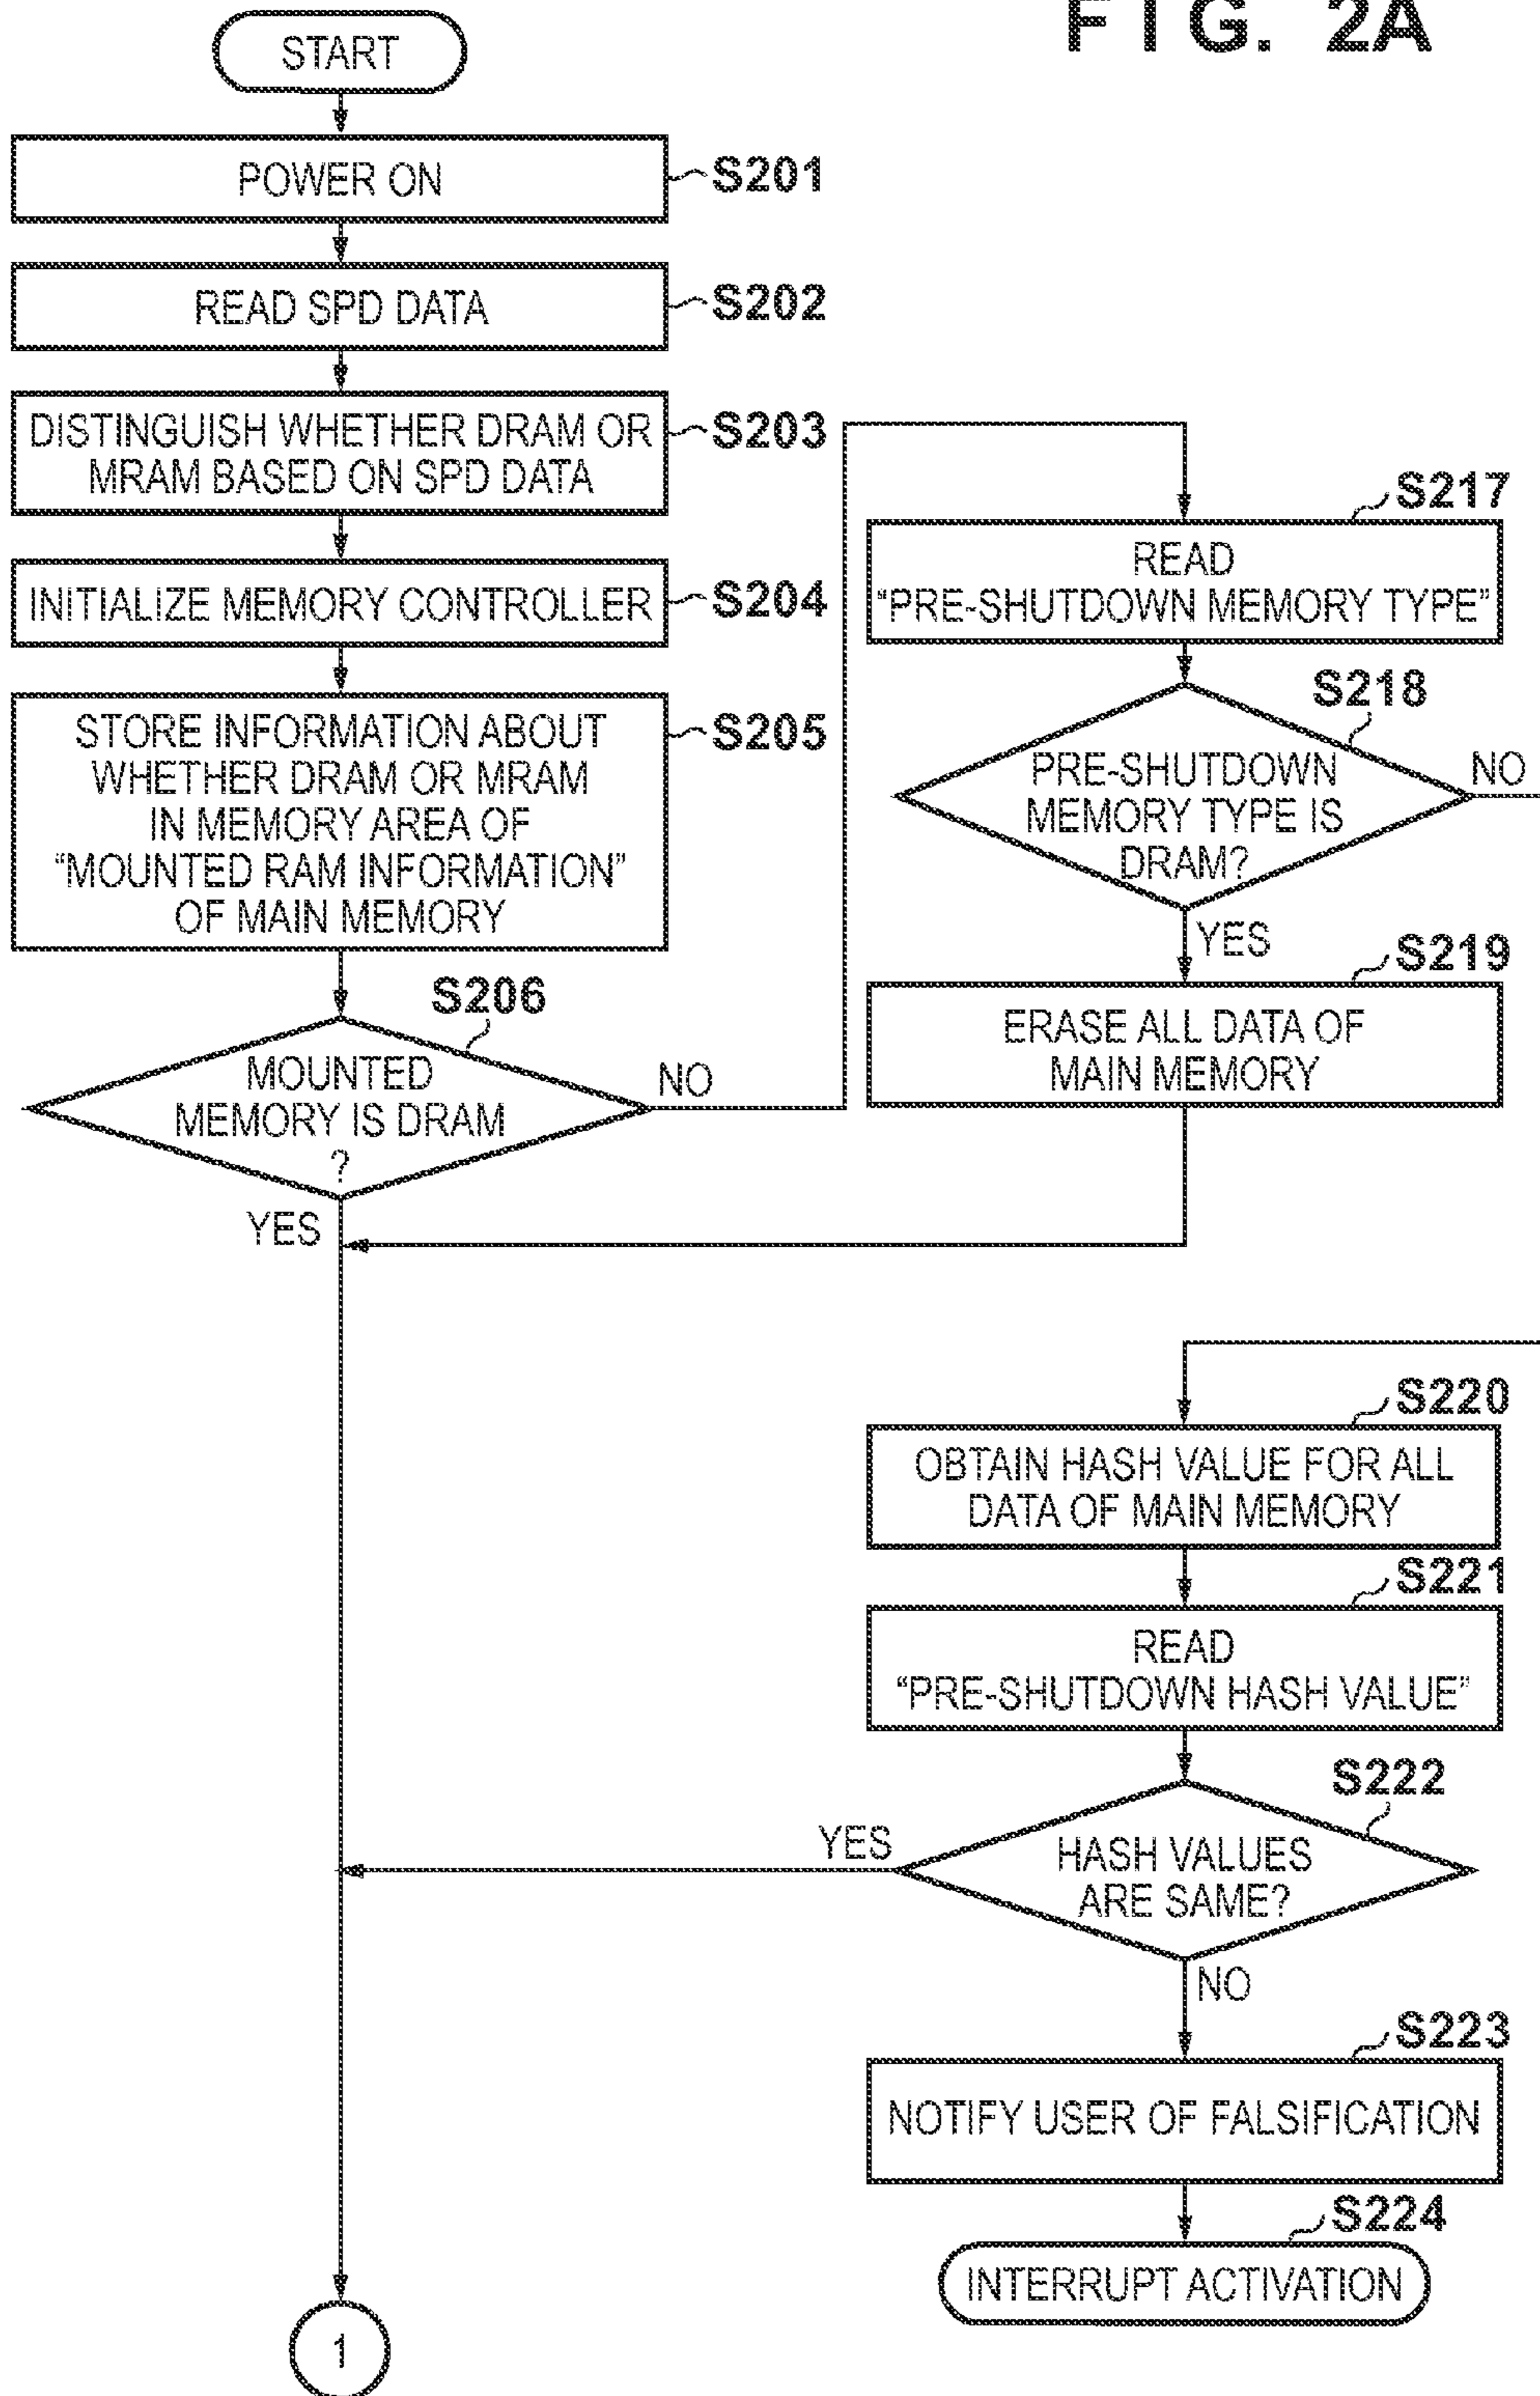 FIG. 2A
START
POWER ON
S201
READ SPD DATA
S202
DISTINGUISH WHETHER DRAM OR
MRAM BASED ON SPD DATA
S203
INITIALIZE MEMORY CONTROLLER
S204
STORE INFORMATION ABOUT
WHETHER DRAM OR MRAM
IN MEMORY AREA OF
“MOUNTED RAM INFORMATION”
OF MAIN MEMORY
S205
S206
MOUNTED
MEMORY IS DRAM
?
NO
YES
S217
READ
“PRE-SHUTDOWN MEMORY TYPE”
S218
PRE-SHUTDOWN
MEMORY TYPE IS
DRAM?
NO
YES
S219
ERASE ALL DATA OF
MAIN MEMORY
S220
OBTAIN HASH VALUE FOR ALL
DATA OF MAIN MEMORY
S221
READ
“PRE-SHUTDOWN HASH VALUE”
S222
HASH VALUES
ARE SAME?
YES
NO
S223
NOTIFY USER OF FALSIFICATION
S224
INTERRUPT ACTIVATION
1